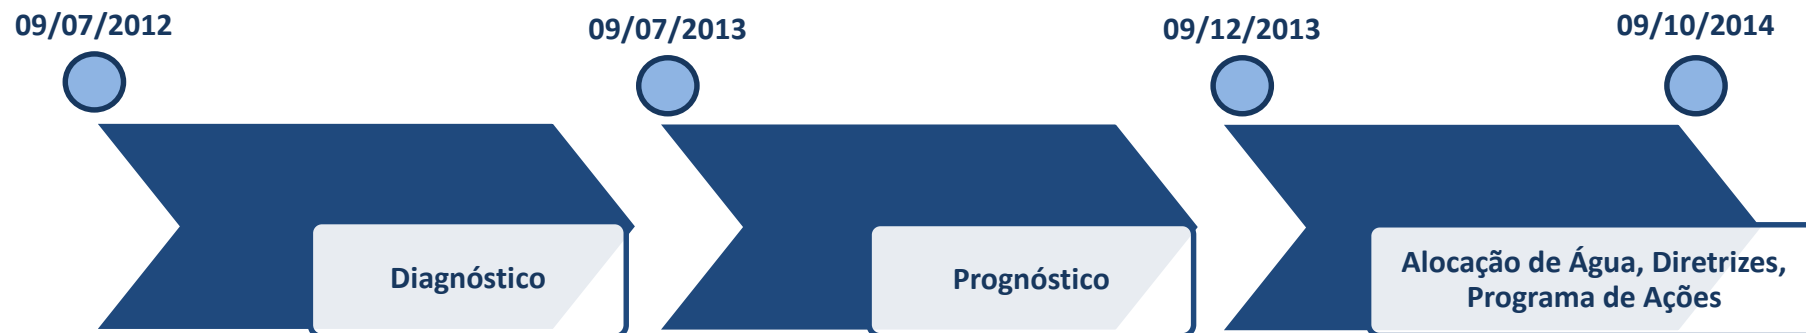 09/07/2012
09/07/2013
09/12/2013
09/10/2014
Diagnóstico
Prognóstico
Alocação de Água, Diretrizes,
Programa de Ações